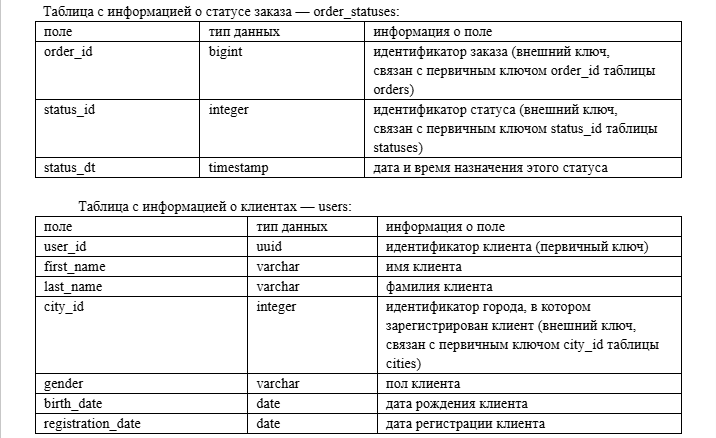 Таблица с информацией о статусе заказа — order_statuses:
поле тип данных информация о поле
order_id bigint идентификатор заказа (внешний ключ,
связан с первичным ключом order_id таблицы
orders)
status_id integer идентификатор статуса (внешний ключ,
связан с первичным ключом status_id таблицы
statuses)
status_dt timestamp дата и время назначения этого статуса
Таблица с информацией о клиентах — users:
поле тип данных информация о поле
user_id uuid идентификатор клиента (первичный ключ)
first_name varchar имя клиента
last_name varchar фамилия клиента
city_id integer идентификатор города, в котором
зарегистрирован клиент (внешний ключ,
связан с первичным ключом city_id таблицы
cities)
gender varchar пол клиента
birth_date date дата рождения клиента
registration_date date дата регистрации клиента